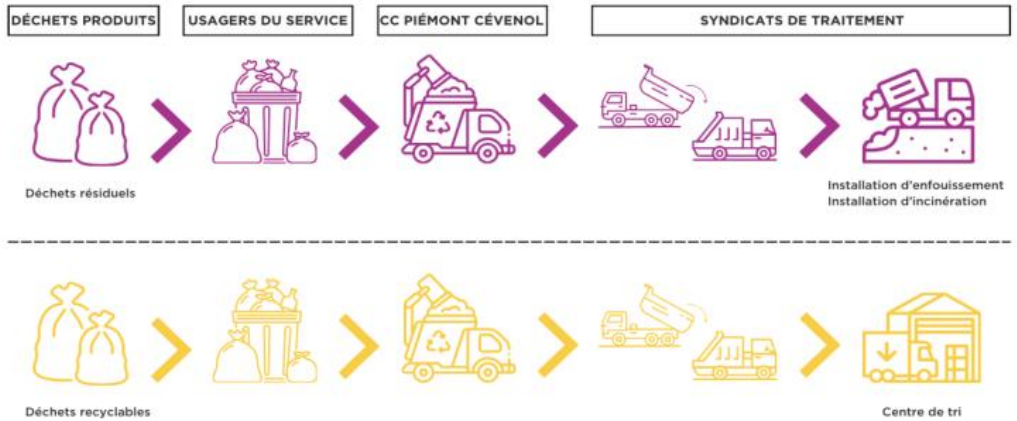 DÉCHETS PRODUITS
USAGERS DU SERVICE
CC PIÉMONT CÉVENOL
SYNDICATS DE TRAITEMENT
Déchets résiduels
Installation d'enfouissement
Installation d'incinération
Déchets recyclables
Centre de tri